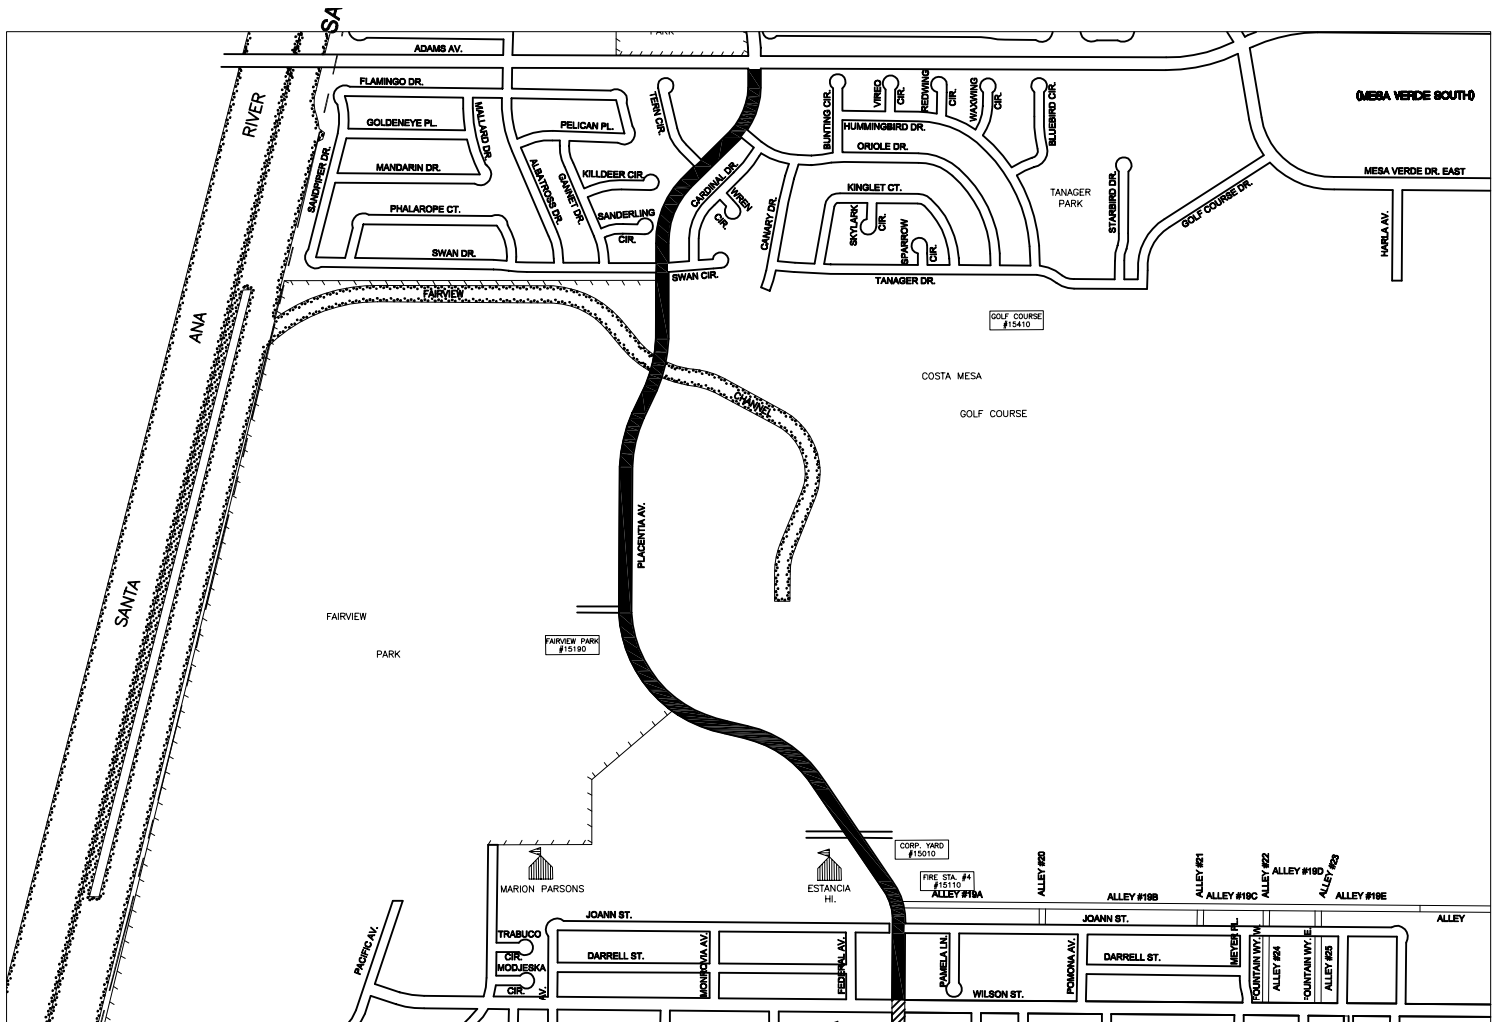 SA
PARK
ADAMS AV.
FLAMINGO DR.
RIVER
GOLDENEYE PL.
MALLARD DR.
PELICAN PL.
TERN CIR.
BUNTING CIR.
VIREO
CIR.
REDWING
CIR.
WAXWING
CIR.
BLUEBIRD CIR.
(MESA VERDE SOUTH)
HUMMINGBIRD DR.
ORIOLE DR.
SANDPIPER DR.
MANDARIN DR.
ALBATROSS DR.
GANNET DR.
KILLDEER CIR.
CARDINAL DR.
WREN
CIR.
KINGLET CT.
TANAGER
PARK
STARBIRD DR.
GOLF COURSE DR.
MESA VERDE DR. EAST
HARLA AV.
PHALAROPE CT.
SANDERLING
CIR.
CANARY DR.
SKYLARK
CIR.
SPARROW
CIR.
SWAN DR.
SWAN CIR.
TANAGER DR.
FAIRVIEW
ANA
GOLF COURSE
#15410
COSTA MESA
GOLF COURSE
CHANNEL
PLACENTIA AV.
SANTA
FAIRVIEW
PARK
FAIRVIEW PARK
#15190
CORP. YARD
#15010
FIRE STA. #4
#15110
MARION PARSONS
ESTANCIA
HI.
ALLEY #19A
ALLEY #20
ALLEY #19B
ALLEY #21
ALLEY #19C
ALLEY #22
ALLEY #19D
ALLEY #23
ALLEY #19E
ALLEY
JOANN ST.
JOANN ST.
PACIFIC AV.
TRABUCO
CIR.
MODJESKA
CIR.
AV.
DARRELL ST.
MONROVIA AV.
FEDERAL AV.
PAMELA LN.
WILSON ST.
POMONA AV.
DARRELL ST.
MEYER PL.
FOUNTAIN WY. W.
ALLEY #24
FOUNTAIN WY. E.
ALLEY #25